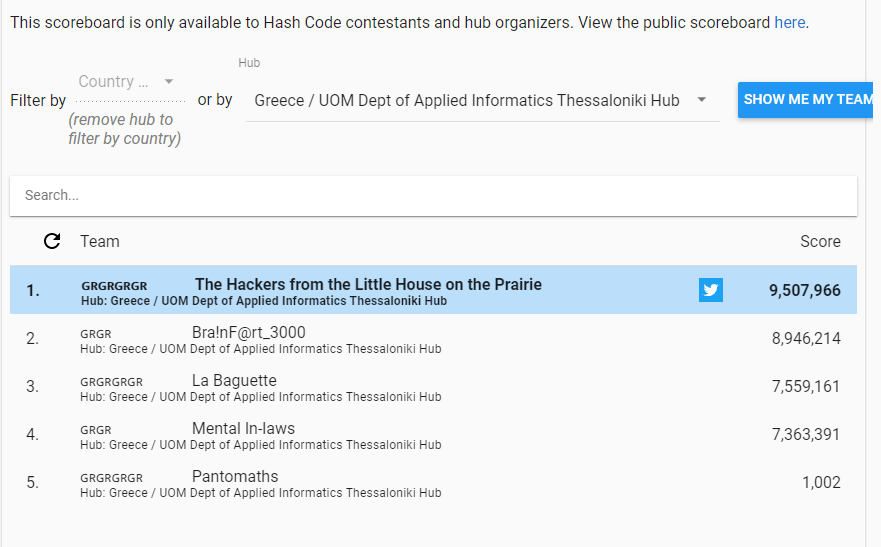 This scoreboard is only available to Hash Code contestants and hub organizers. View the public scoreboard here.
Hub
Country ...
Filter by
or by
Greece / UOM Dept of Applied Informatics Thessaloniki Hub
SHOW ME MY TEAM
(remove hub to
filter by country)
Search...
Team Score
1. GRGRGRGR The Hackers from the Little House on the Prairie 9,507,966
Hub: Greece / UOM Dept of Applied Informatics Thessaloniki Hub
2. GRGR Bra!nF@rt_3000 8,946,214
Hub: Greece / UOM Dept of Applied Informatics Thessaloniki Hub
3. GRGRGRGR La Baguette 7,559,161
Hub: Greece / UOM Dept of Applied Informatics Thessaloniki Hub
4. GRGR Mental In-laws 7,363,391
Hub: Greece / UOM Dept of Applied Informatics Thessaloniki Hub
5. GRGRGRGR Pantomaths 1,002
Hub: Greece / UOM Dept of Applied Informatics Thessaloniki Hub